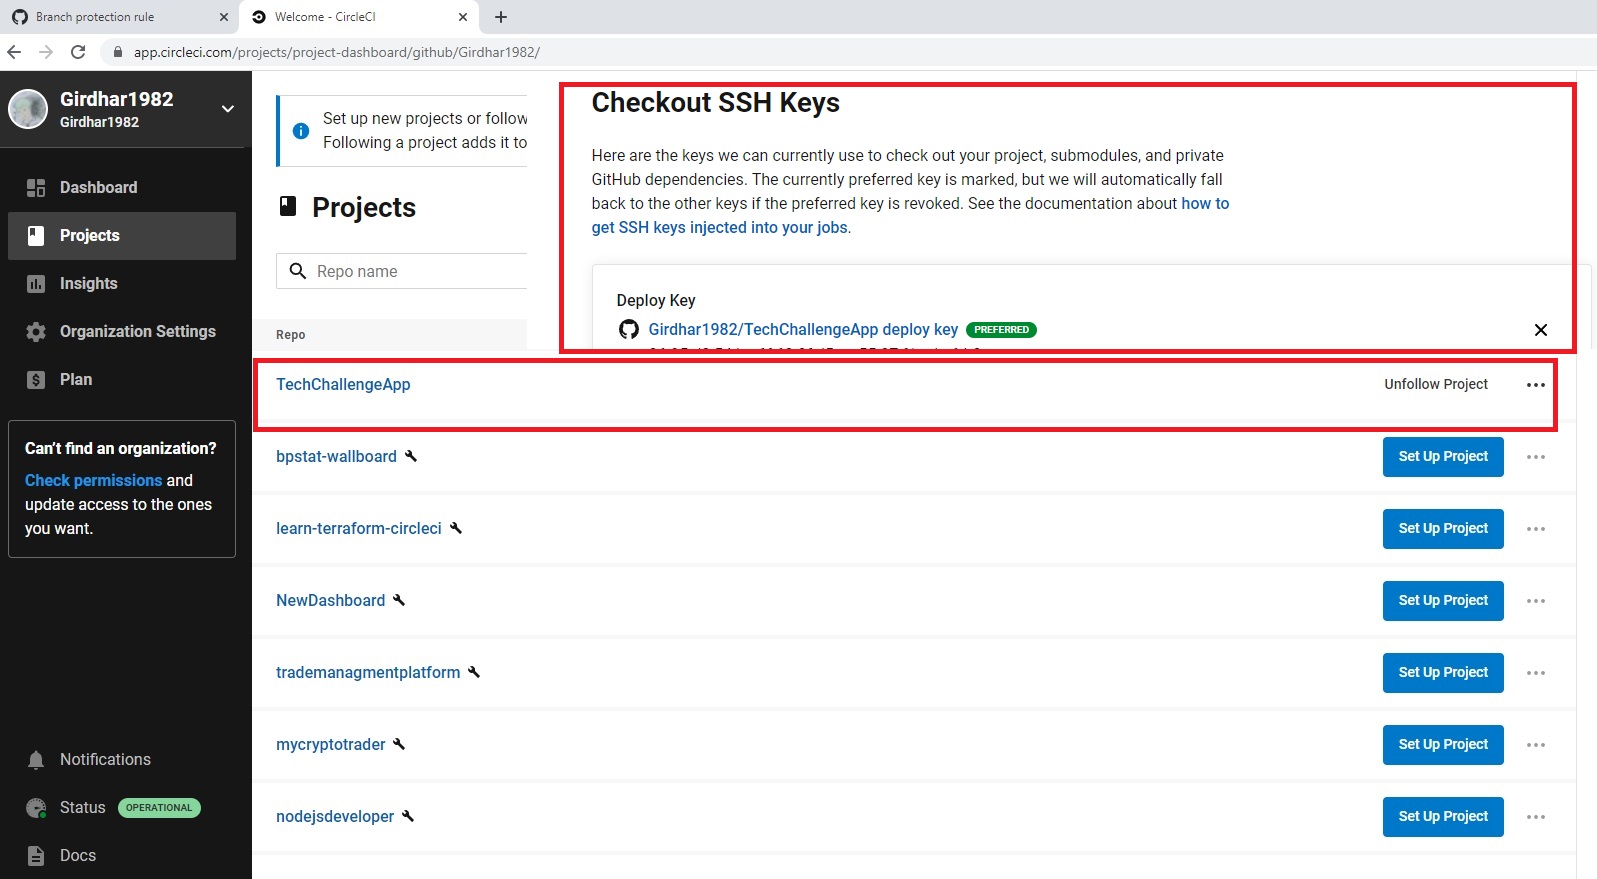 Branch protection rule
Welcome - CircleCI
app.circleci.com/projects/project-dashboard/github/Girdhar1982/
Girdhar1982
Girdhar1982
Dashboard
Projects
Insights
Organization Settings
Plan
Can't find an organization?
Check permissions and
update access to the ones
you want.
Notifications
Status OPERATIONAL
Docs
Set up new projects or follow
Following a project adds it to
Projects
Repo name
Repo
Checkout SSH Keys
Here are the keys we can currently use to check out your project, submodules, and private
GitHub dependencies. The currently preferred key is marked, but we will automatically fall
back to the other keys if the preferred key is revoked. See the documentation about how to
get SSH keys injected into your jobs.
Deploy Key
Girdhar1982/TechChallengeApp deploy key PREFERRED
TechChallengeApp Unfollow Project
bpstat-wallboard Set Up Project
learn-terraform-circleci Set Up Project
NewDashboard Set Up Project
trademanagmentplatform Set Up Project
mycryptotrader Set Up Project
nodejsdeveloper Set Up Project